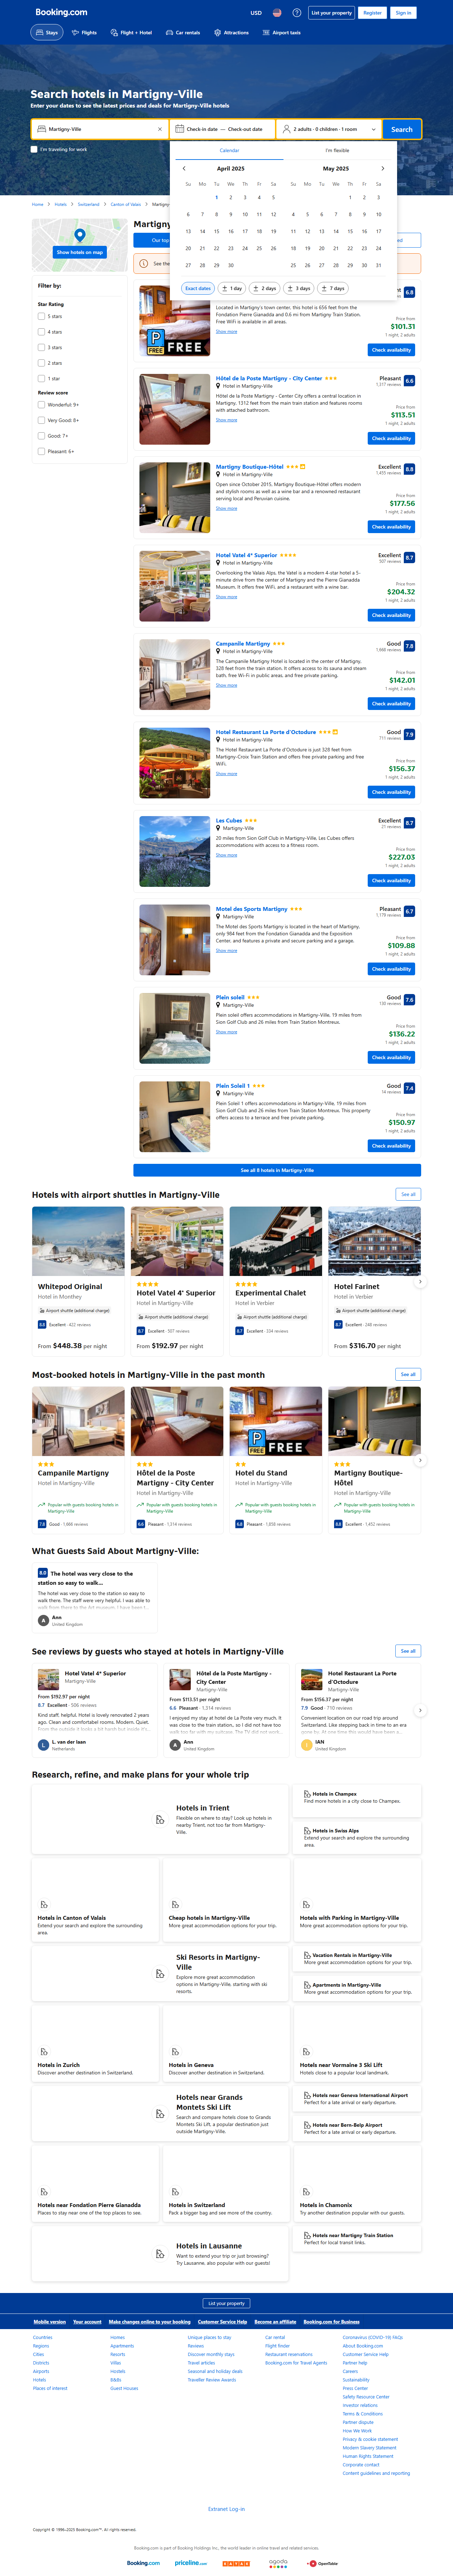 Booking.com
USD
List your property
Register
Sign in
Stays
Flights
Flight + Hotel
Car rentals
Attractions
Airport taxis
Search hotels in Martigny-Ville
Enter your dates to see the latest prices and deals for Martigny-Ville hotels
Martigny-Ville
Check-in date — Check-out date
2 adults · 0 children · 1 room
Search
I'm traveling for work
Calendar
I'm flexible
April 2025
May 2025
Su Mo Tu We Th Fr Sa
1 2 3 4 5
6 7 8 9 10 11 12
13 14 15 16 17 18 19
20 21 22 23 24 25 26
27 28 29 30
Su Mo Tu We Th Fr Sa
1 2 3
4 5 6 7 8 9 10
11 12 13 14 15 16 17
18 19 20 21 22 23 24
25 26 27 28 29 30 31
Exact dates
1 day
2 days
3 days
7 days
Home
Hotels
Switzerland
Canton of Valais
Martigny-
Show hotels on map
Filter by:
Star Rating
5 stars
4 stars
3 stars
2 stars
1 star
Review score
Wonderful: 9+
Very Good: 8+
Good: 7+
Pleasant: 6+
Martigny
Our top
See the
6.8
P FREE
Located in Martigny's town center, this hotel is 656 feet from the
Fondation Pierre Gianadda and 0.6 mi from Martigny Train Station.
Free WiFi is available in all areas.
Show more
Price from
$101.31
1 night, 2 adults
Check availability
Hôtel de la Poste Martigny - City Center
Hotel in Martigny-Ville
Hôtel de La Poste Martigny - Center City offers a central location in
Martigny, 1312 feet from the main train station and features rooms
with attached bathroom.
Show more
Pleasant
1,317 reviews
6.6
Price from
$113.51
1 night, 2 adults
Check availability
Martigny Boutique-Hôtel
Hotel in Martigny-Ville
Open since October 2015, Martigny Boutique-Hôtel offers modern
and stylish rooms as well as a wine bar and a renowned restaurant
serving local and Peruvian cuisine.
Show more
Excellent
1,455 reviews
8.8
Price from
$177.56
1 night, 2 adults
Check availability
Hotel Vatel 4* Superior
Hotel in Martigny-Ville
Overlooking the Valais Alps, the Vatel is a modern 4-star hotel a 5-
minute drive from the center of Martigny and the Pierre Gianadda
Museum. It offers free WiFi, and a restaurant with a wine bar.
Show more
Excellent
507 reviews
8.7
Price from
$204.32
1 night, 2 adults
Check availability
Campanile Martigny
Hotel in Martigny-Ville
The Campanile Martigny Hotel is located in the center of Martigny,
328 feet from the train station. It offers access to its sauna and steam
bath, free Wi-Fi in public areas, and free private parking.
Show more
Good
1,668 reviews
7.8
Price from
$142.01
1 night, 2 adults
Check availability
Hotel Restaurant La Porte d'Octodure
Hotel in Martigny-Ville
The Hotel Restaurant La Porte d'Octodure is just 328 feet from
Martigny-Croix Train Station and offers free private parking and free
WiFi.
Show more
Good
711 reviews
7.9
Price from
$156.37
1 night, 2 adults
Check availability
Les Cubes
Martigny-Ville
20 miles from Sion Golf Club in Martigny-Ville, Les Cubes offers
accommodations with access to a fitness room.
Show more
Excellent
21 reviews
8.7
Price from
$227.03
1 night, 2 adults
Check availability
Motel des Sports Martigny
Martigny-Ville
The Motel des Sports Martigny is located in the heart of Martigny,
only 984 feet from the Fondation Gianadda and the Exposition
Center, and features a private and secure parking and a garage.
Show more
Pleasant
1,179 reviews
6.7
Price from
$109.88
1 night, 2 adults
Check availability
Plein soleil
Martigny-Ville
Plein soleil offers accommodations in Martigny-Ville, 19 miles from
Sion Golf Club and 26 miles from Train Station Montreux.
Show more
Good
130 reviews
7.6
Price from
$136.22
1 night, 2 adults
Check availability
Plein Soleil 1
Martigny-Ville
Plein Soleil 1 offers accommodations in Martigny-Ville, 19 miles from
Sion Golf Club and 26 miles from Train Station Montreux. This property
offers access to a terrace and free private parking.
Good
14 reviews
7.4
Price from
$150.97
1 night, 2 adults
Check availability
See all 8 hotels in Martigny-Ville
Hotels with airport shuttles in Martigny-Ville
See all
Whitepod Original
Hotel in Monthey
Airport shuttle (additional charge)
8.8 Excellent · 422 reviews
From $448.38 per night
Hotel Vatel 4* Superior
Hotel in Martigny-Ville
Airport shuttle (additional charge)
8.7 Excellent · 507 reviews
From $192.97 per night
Experimental Chalet
Hotel in Verbier
Airport shuttle (additional charge)
8.7 Excellent · 334 reviews
Hotel Farinet
Hotel in Verbier
Airport shuttle (additional charge)
8.7 Excellent · 248 reviews
From $316.70 per night
Most-booked hotels in Martigny-Ville in the past month
See all
Campanile Martigny
Hotel in Martigny-Ville
Popular with guests booking hotels in
Martigny-Ville
7.8 Good · 1,666 reviews
Hôtel de la Poste
Martigny - City Center
Hotel in Martigny-Ville
Popular with guests booking hotels in
Martigny-Ville
6.6 Pleasant · 1,314 reviews
P FREE
Hotel du Stand
Hotel in Martigny-Ville
Popular with guests booking hotels in
Martigny-Ville
6.8 Pleasant · 1,858 reviews
Martigny Boutique-
Hôtel
Hotel in Martigny-Ville
Popular with guests booking hotels in
Martigny-Ville
8.8 Excellent · 1,452 reviews
What Guests Said About Martigny-Ville:
8.0 The hotel was very close to the
station so easy to walk...
The hotel was very close to the station so easy to
walk there. The staff were very helpful. I was able to
A
Ann
United Kingdom
See reviews by guests who stayed at hotels in Martigny-Ville
See all
Hotel Vatel 4* Superior
Martigny-Ville
From $192.97 per night
8.7 Excellent · 506 reviews
Kind staff, helpful. Hotel is lovely renovated 2 years
ago. Clean and comfortabel rooms. Modern. Quiet.
L
L. van der laan
Netherlands
Hôtel de la Poste Martigny -
City Center
Martigny-Ville
From $113.51 per night
6.6 Pleasant · 1,314 reviews
I enjoyed my stay at hotel de La Poste very much. It
was close to the train station,. so I did not have too
A
Ann
United Kingdom
Hotel Restaurant La Porte
d'Octodure
Martigny-Ville
From $156.37 per night
7.9 Good · 710 reviews
Convenient location on our road trip around
Switzerland. Like stepping back in time to an era
I
IAN
United Kingdom
Research, refine, and make plans for your whole trip
Hotels in Trient
Flexible on where to stay? Look up hotels in
nearby Trient, not too far from Martigny-
Ville.
Hotels in Champex
Find more hotels in a city close to Champex.
Hotels in Swiss Alps
Extend your search and explore the surrounding
area.
Hotels in Canton of Valais
Extend your search and explore the surrounding
area.
Cheap hotels in Martigny-Ville
More great accommodation options for your trip.
Hotels with Parking in Martigny-Ville
More great accommodation options for your trip.
Ski Resorts in Martigny-
Ville
Explore more great accommodation
options in Martigny-Ville, starting with ski
resorts.
Vacation Rentals in Martigny-Ville
More great accommodation options for your trip.
Apartments in Martigny-Ville
More great accommodation options for your trip.
Hotels in Zurich
Discover another destination in Switzerland.
Hotels in Geneva
Discover another destination in Switzerland.
Hotels near Vormaine 3 Ski Lift
Hotels close to a popular local landmark.
Hotels near Grands
Montets Ski Lift
Search and compare hotels close to Grands
Montets Ski Lift, a popular destination just
outside Martigny-Ville.
Hotels near Geneva International Airport
Perfect for a late arrival or early departure.
Hotels near Bern-Belp Airport
Perfect for a late arrival or early departure.
Hotels near Fondation Pierre Gianadda
Places to stay near one of the top places to see.
Hotels in Switzerland
Pack a bigger bag and see more of the country.
Hotels in Chamonix
Try another destination popular with our guests.
Hotels in Lausanne
Want to extend your trip or just browsing?
Try Lausanne, also popular with our guests!
Hotels near Martigny Train Station
Perfect for local transit links.
List your property
Mobile version
Your account
Make changes online to your booking
Customer Service Help
Become an affiliate
Booking.com for Business
Countries
Regions
Cities
Districts
Airports
Hotels
Places of interest
Homes
Apartments
Resorts
Villas
Hostels
B&Bs
Guest Houses
Unique places to stay
Reviews
Discover monthly stays
Travel articles
Seasonal and holiday deals
Traveller Review Awards
Car rental
Flight finder
Restaurant reservations
Booking.com for Travel Agents
Coronavirus (COVID-19) FAQs
About Booking.com
Customer Service Help
Partner help
Careers
Sustainability
Press Center
Safety Resource Center
Investor relations
Terms & Conditions
Partner dispute
How We Work
Privacy & cookie statement
Modern Slavery Statement
Human Rights Statement
Corporate contact
Content guidelines and reporting
Extranet Log-in
Copyright © 1996–2025 Booking.com™. All rights reserved.
Booking.com is part of Booking Holdings Inc., the world leader in online travel and related services.
Booking.com
priceline.com
KAYAK
agoda
OpenTable